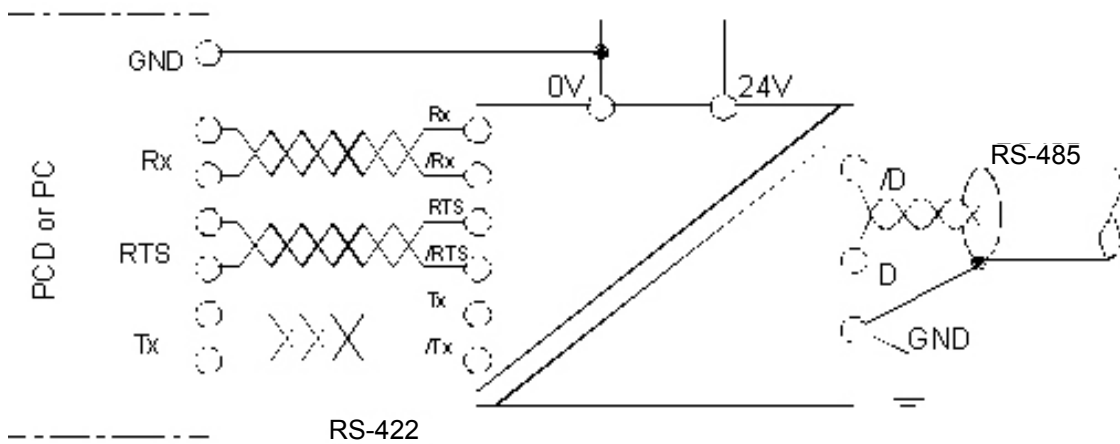 GND
0V
24V
PCD or PC
Rx
Rx
/Rx
RTS
RTS
/RTS
Tx
Tx
/Tx
RS-485
/D
D
GND
RS-422